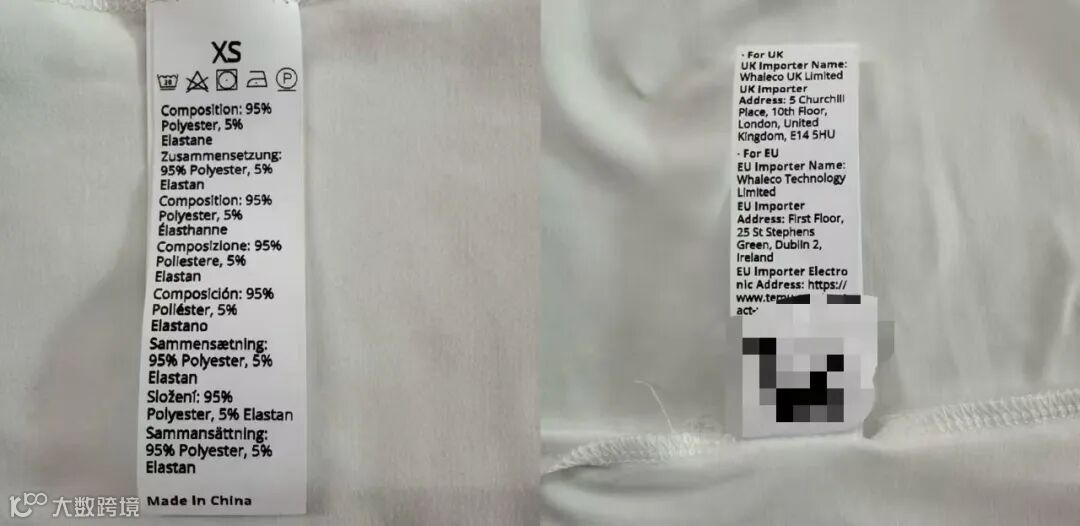 XS
30
P
Composition: 95%
Polyester, 5%
Elastane
Zusammensetzung:
95% Polyester, 5%
Elastan
Composition: 95%
Polyester, 5%
Élasthanne
Composizione: 95%
Poliestere, 5%
Elastan
Composición: 95%
Poliéster, 5%
Elastano
Sammensætning:
95% Polyester, 5%
Elastan
Složení: 95%
Polyester, 5% Elastan
Sammansättning:
95% Polyester, 5%
Elastan
Made in China
· For UK
UK Importer Name:
Whaleco UK Limited
UK Importer
Address: 5 Churchill
Place, 10th Floor,
London, United
Kingdom, E14 5HU
· For EU
EU Importer Name:
Whaleco Technology
Limited
EU Importer
Address: First Floor,
25 St Stephens
Green, Dublin 2,
Ireland
EU Importer Electro
nic Address: https://
www.temu
act-
大数跨境